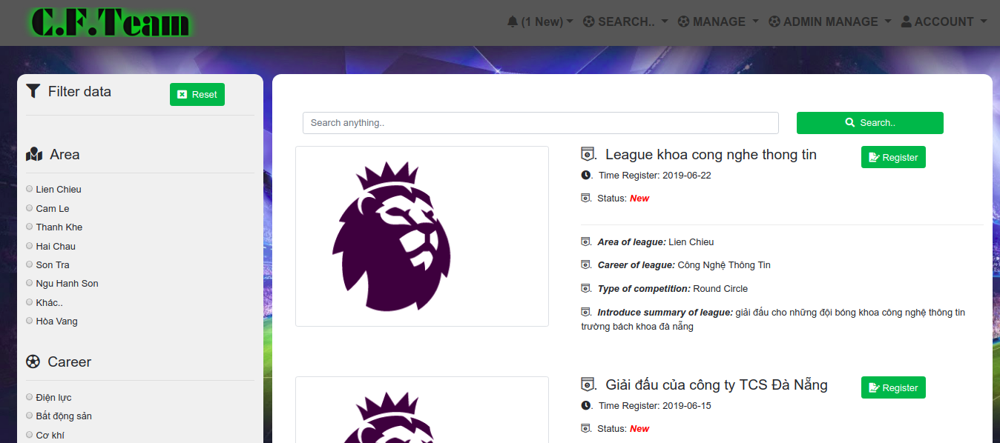 C.F.Team
(1 New) SEARCH.. MANAGE ADMIN MANAGE ACCOUNT
Filter data
Reset
Area
Lien Chieu
Cam Le
Thanh Khe
Hai Chau
Son Tra
Ngu Hanh Son
Khác..
Hòa Vang
Career
Điện lực
Bất động sản
Cơ khí
Search anything..
Search..
League khoa cong nghe thong tin
Register
Time Register: 2019-06-22
Status: New
Area of league: Lien Chieu
Career of league: Công Nghệ Thông Tin
Type of competition: Round Circle
Introduce summary of league: giải đấu cho những đội bóng khoa công nghệ thông tin
trường bách khoa đà nẵng
Giải đấu của công ty TCS Đà Nẵng
Register
Time Register: 2019-06-15
Status: New